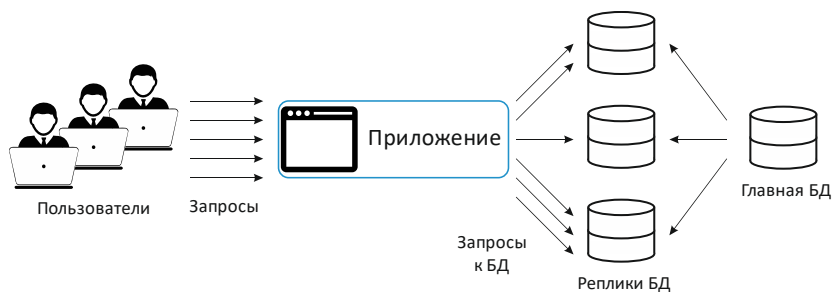 Приложение
Пользователи
Запросы
Запросы
к БД
Реплики БД
Главная БД